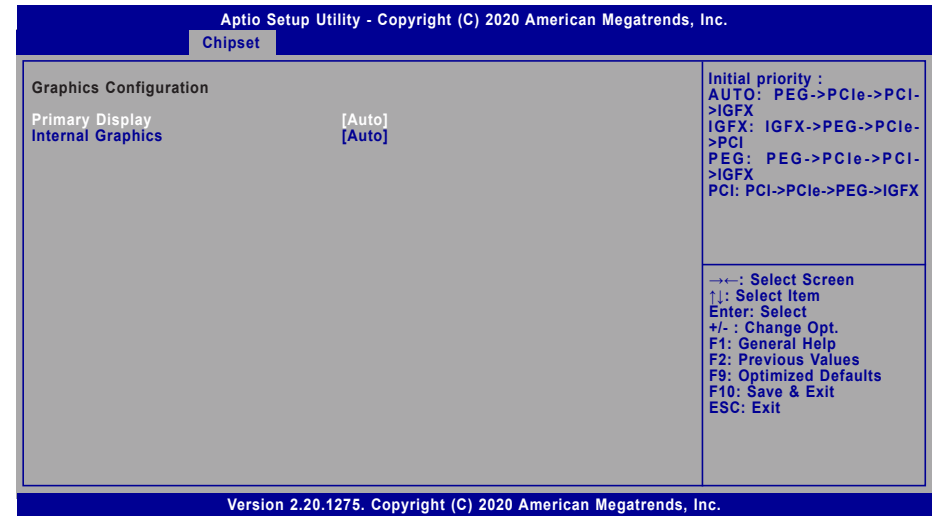 Aptio Setup Utility - Copyright (C) 2020 American Megatrends, Inc.
Chipset
Graphics Configuration
Primary Display [Auto]
Internal Graphics [Auto]
Initial priority :
AUTO: PEG->PCIe->PCI-
>IGFX
IGFX: IGFX->PEG->PCIe-
>PCI
PEG: PEG->PCIe->PCI-
>IGFX
PCI: PCI->PCIe->PEG->IGFX
→←: Select Screen
↑↓: Select Item
Enter: Select
+/- : Change Opt.
F1: General Help
F2: Previous Values
F9: Optimized Defaults
F10: Save & Exit
ESC: Exit
Version 2.20.1275. Copyright (C) 2020 American Megatrends, Inc.